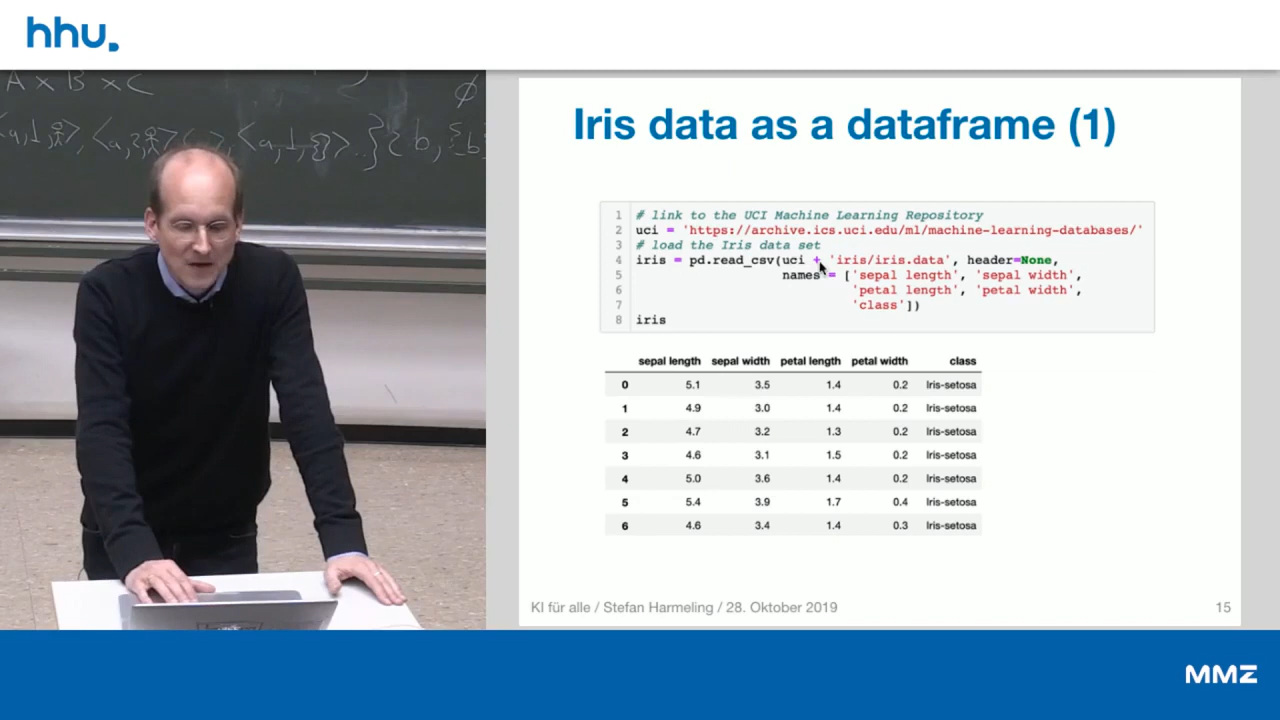 hhu.
A x B x C
Iris data as a dataframe (1)
1 # link to the UCI Machine Learning Repository
2 uci = 'https://archive.ics.uci.edu/ml/machine-learning-databases/'
3 # load the Iris data set
4 iris = pd.read_csv(uci + 'iris/iris.data', header=None,
5 names = ['sepal length', 'sepal width',
6 'petal length', 'petal width',
7 'class'])
8 iris
sepal length sepal width petal length petal width class
0 5.1 3.5 1.4 0.2 Iris-setosa
1 4.9 3.0 1.4 0.2 Iris-setosa
2 4.7 3.2 1.3 0.2 Iris-setosa
3 4.6 3.1 1.5 0.2 Iris-setosa
4 5.0 3.6 1.4 0.2 Iris-setosa
5 5.4 3.9 1.7 0.4 Iris-setosa
6 4.6 3.4 1.4 0.3 Iris-setosa
KI für alle / Stefan Harmeling / 28. Oktober 2019 15
MMZ